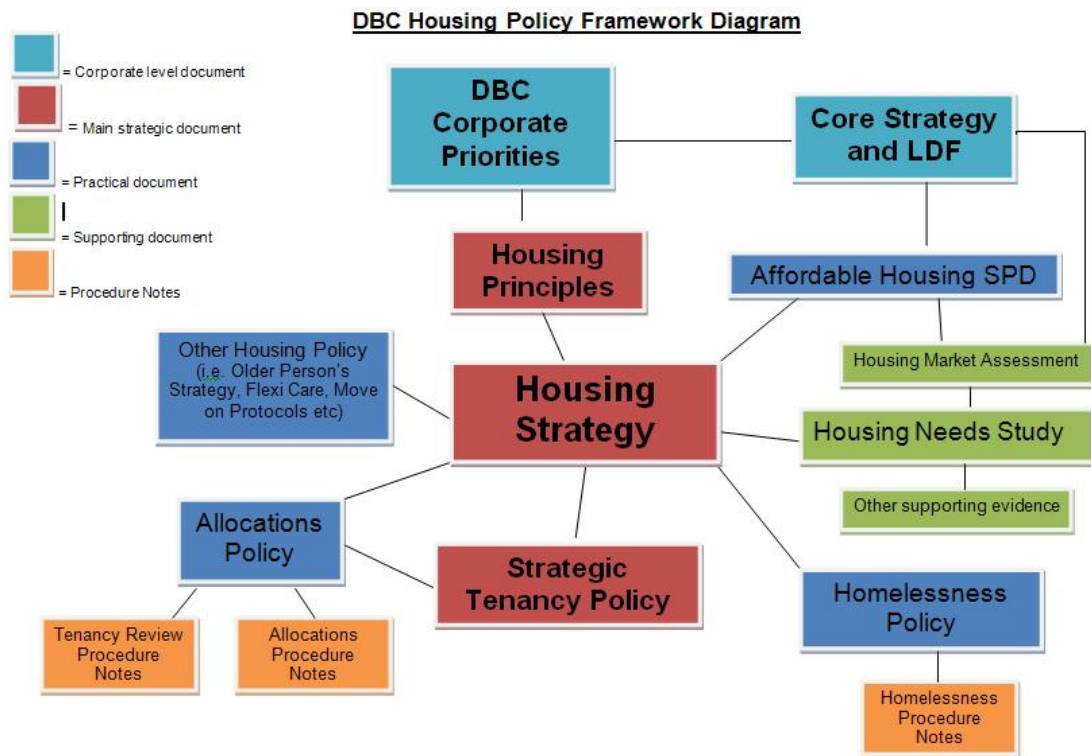 DBC Housing Policy Framework Diagram
= Corporate level document
= Main strategic document
= Practical document
= Supporting document
= Procedure Notes
DBC
Corporate
Priorities
Core Strategy
and LDF
Housing
Principles
Affordable Housing SPD
Other Housing Policy
(i.e. Older Person's
Strategy, Flexi Care, Move
on Protocols etc)
Housing
Strategy
Housing Market Assessment
Housing Needs Study
Other supporting evidence
Allocations
Policy
Strategic
Tenancy Policy
Homelessness
Policy
Tenancy Review
Procedure
Notes
Allocations
Procedure
Notes
Homelessness
Procedure
Notes